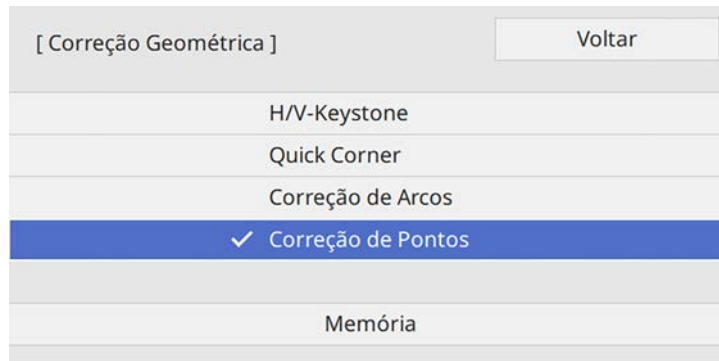 [ Correção Geométrica ]
Voltar
H/V-Keystone
Quick Corner
Correção de Arcos
Correção de Pontos
Memória